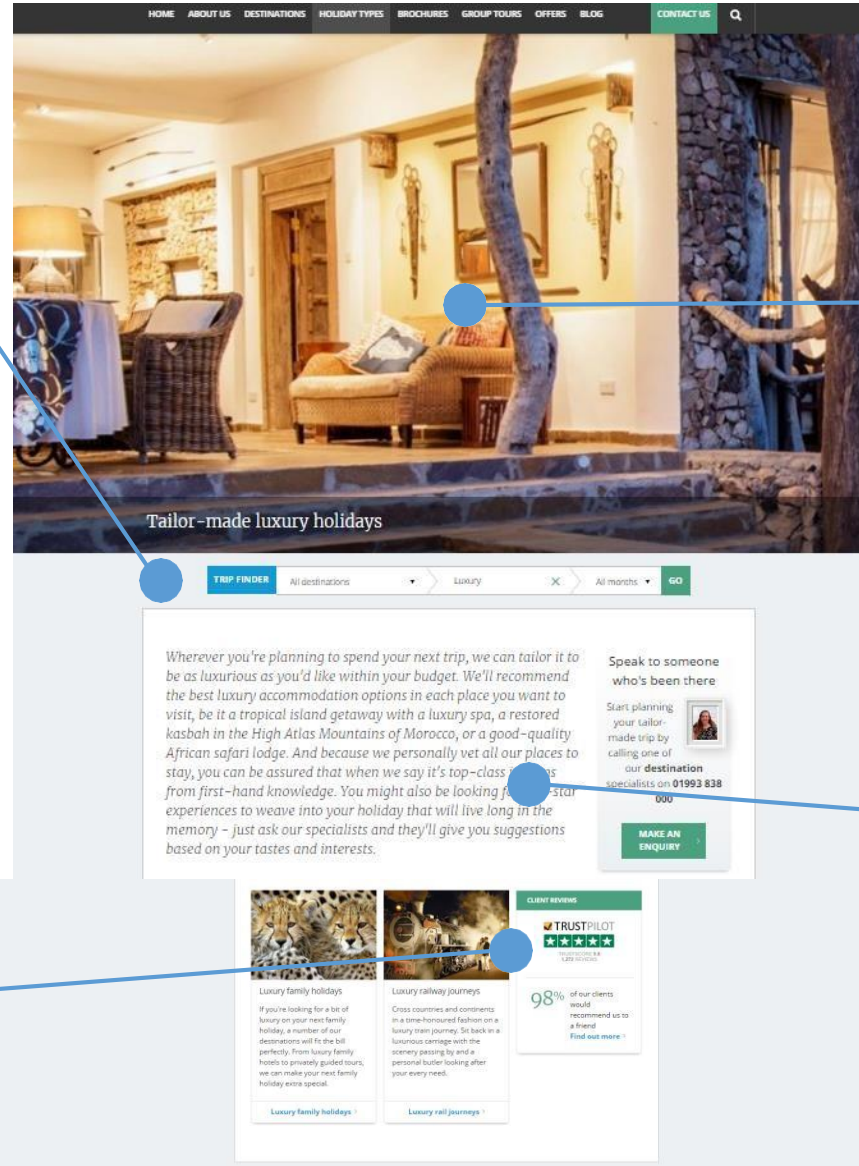 HOME ABOUT US DESTINATIONS HOLIDAY TYPES BROCHURES GROUP TOURS OFFERS BLOG CONTACT US
Tailor-made luxury holidays
TRIP FINDER All destinations Luxury All months GO
Wherever you're planning to spend your next trip, we can tailor it to
be as luxurious as you'd like within your budget. We'll recommend
the best luxury accommodation options in each place you want to
visit, be it a tropical island getaway with a luxury spa, a restored
kasbah in the High Atlas Mountains of Morocco, or a good-quality
African safari lodge. And because we personally vet all our places to
stay, you can be assured that when we say it's top-class
from first-hand knowledge. You might also be looking
experiences to weave into your holiday that will live long in the
memory – just ask our specialists and they'll give you suggestions
based on your tastes and interests.
Speak to someone
who's been there
Start planning
your tailor-
made trip by
calling one of
our destination
specialists on 01993 838
000
MAKE AN
ENQUIRY
Luxury family holidays
If you're looking for a bit of
luxury on your next family
holiday, a number of our
destinations will fit the bill
perfectly. From luxury family
hotels to privately guided tours,
we can make your next family
holiday extra special.
Luxury family holidays
Luxury railway journeys
Cross countries and continents
in a time-honoured fashion on a
luxury train journey. Sit back in a
luxurious carriage with the
scenery passing by and a
personal butler looking after
your every need.
Luxury rail journeys
CLIENT REVIEWS
TRUSTPILOT
REVIEWS
98% of our clients
would
recommend us to
a friend
Find out more